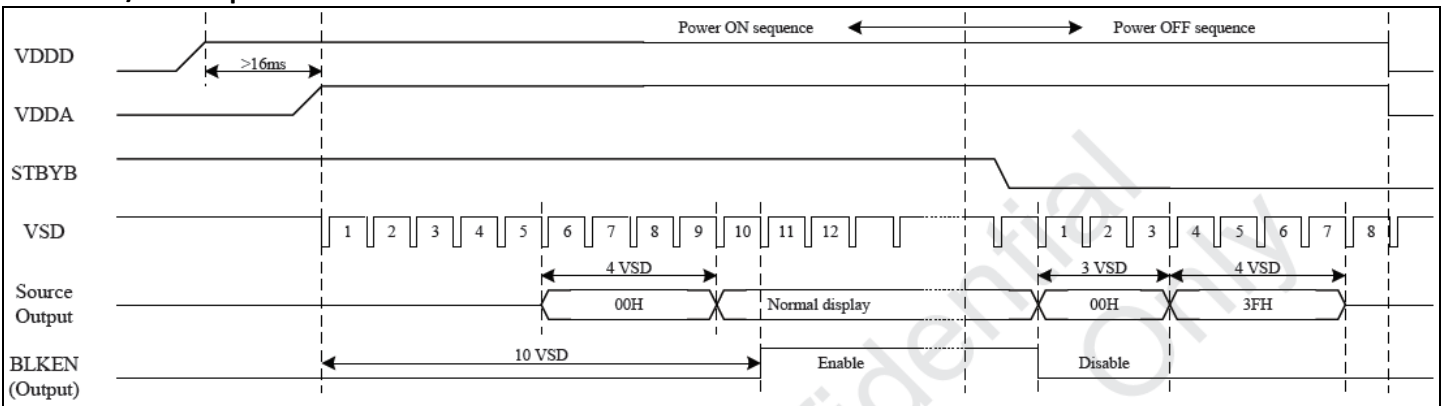 Power ON sequence
Power OFF sequence
VDDD
>16ms
VDDA
STBYB
VSD
1 2 3 4 5 6 7 8 9 10 11 12
1 2 3 4 5 6 7 8
4 VSD
3 VSD
4 VSD
Source
Output
00H
Normal display
00H
3FH
BLKEN
(Output)
10 VSD
Enable
Disable
Only